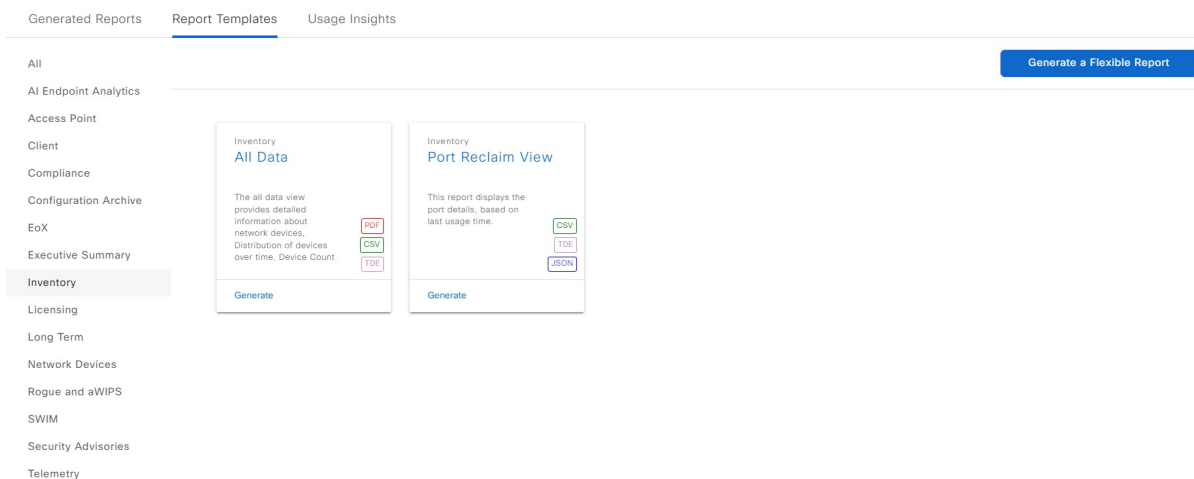 Generated Reports
Report Templates
Usage Insights
Generate a Flexible Report
All
AI Endpoint Analytics
Access Point
Client
Compliance
Configuration Archive
EoX
Executive Summary
Inventory
Licensing
Long Term
Network Devices
Rogue and aWIPS
SWIM
Security Advisories
Telemetry
Inventory
All Data
The all data view
provides detailed
information about
network devices,
Distribution of devices
over time, Device Count
PDF
CSV
TDE
Generate
Inventory
Port Reclaim View
This report displays the
port details, based on
last usage time.
CSV
TDE
JSON
Generate